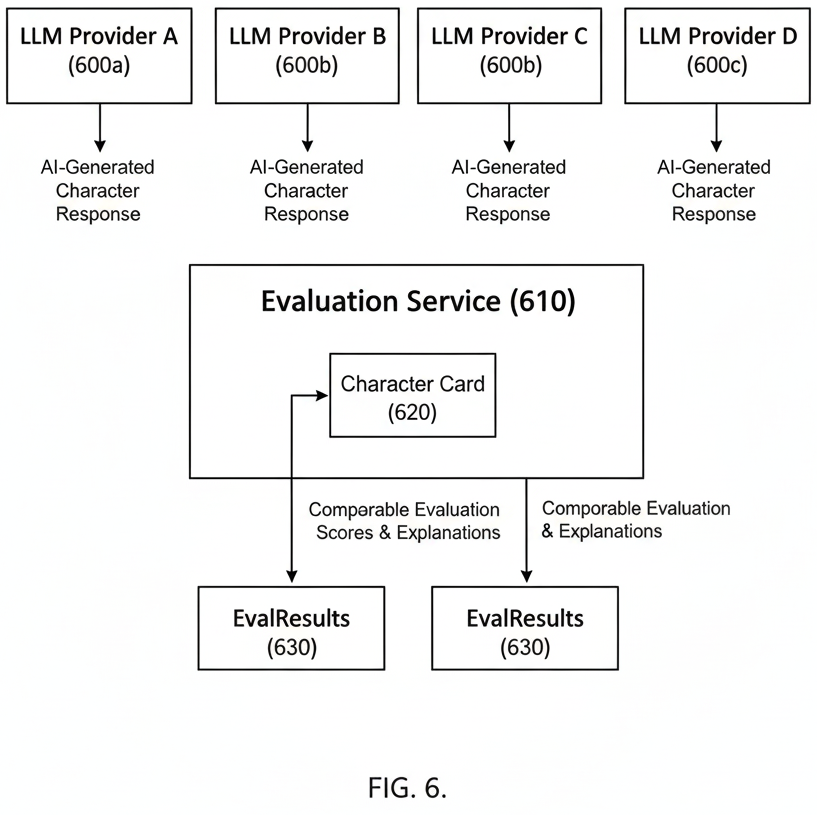 LLM Provider A
(600a)
LLM Provider B
(600b)
LLM Provider C
(600b)
LLM Provider D
(600c)
AI-Generated
Character
Response
AI-Generated
Character
Response
AI-Generated
Character
Response
AI-Generated
Character
Response
Evaluation Service (610)
Character Card
(620)
Comparable Evaluation
Scores & Explanations
Comporable Evaluation
& Explanations
EvalResults
(630)
EvalResults
(630)
FIG. 6.